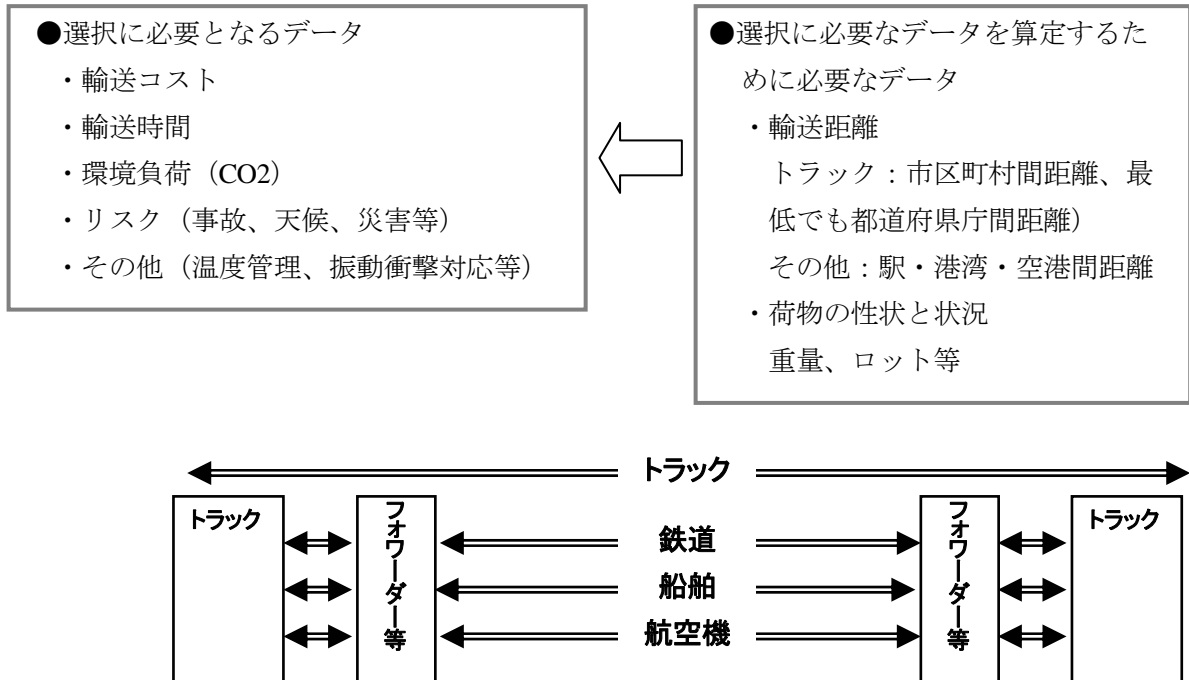 ●選択に必要となるデータ
・輸送コスト
・輸送時間
・環境負荷（CO2）
・リスク（事故、天候、災害等）
・その他（温度管理、振動衝撃対応等）
●選択に必要なデータを算定するた
めに必要なデータ
・輸送距離
トラック：市区町村間距離、最
低でも都道府県庁間距離）
その他：駅・港湾・空港間距離
・荷物の性状と状況
重量、ロット等
トラック
トラック
フォワーダー等
鉄道
船舶
航空機
フォワーダー等
トラック